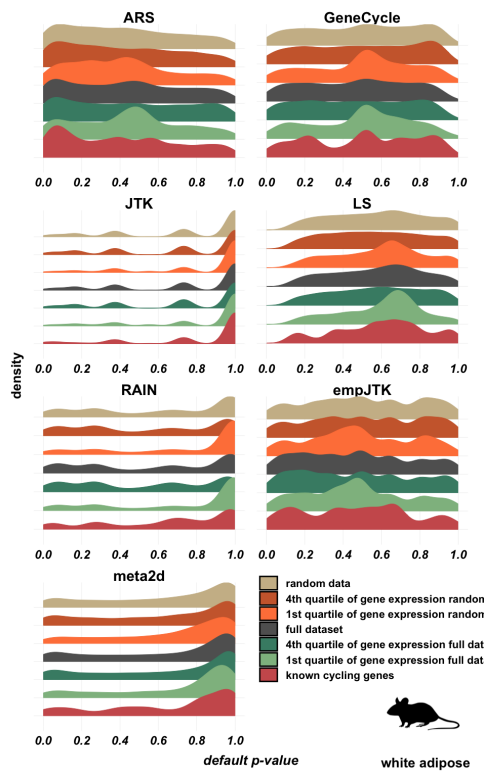 ARS
GeneCycle
0.0 0.2 0.4 0.6 0.8 1.0
0.0 0.2 0.4 0.6 0.8 1.0
JTK
LS
0.0 0.2 0.4 0.6 0.8 1.0
0.0 0.2 0.4 0.6 0.8 1.0
density
RAIN
empJTK
0.0 0.2 0.4 0.6 0.8 1.0
0.0 0.2 0.4 0.6 0.8 1.0
meta2d
0.0 0.2 0.4 0.6 0.8 1.0
default p-value
random data
4th quartile of gene expression random
1st quartile of gene expression random
full dataset
4th quartile of gene expression full dat
1st quartile of gene expression full dat
known cycling genes
white adipose